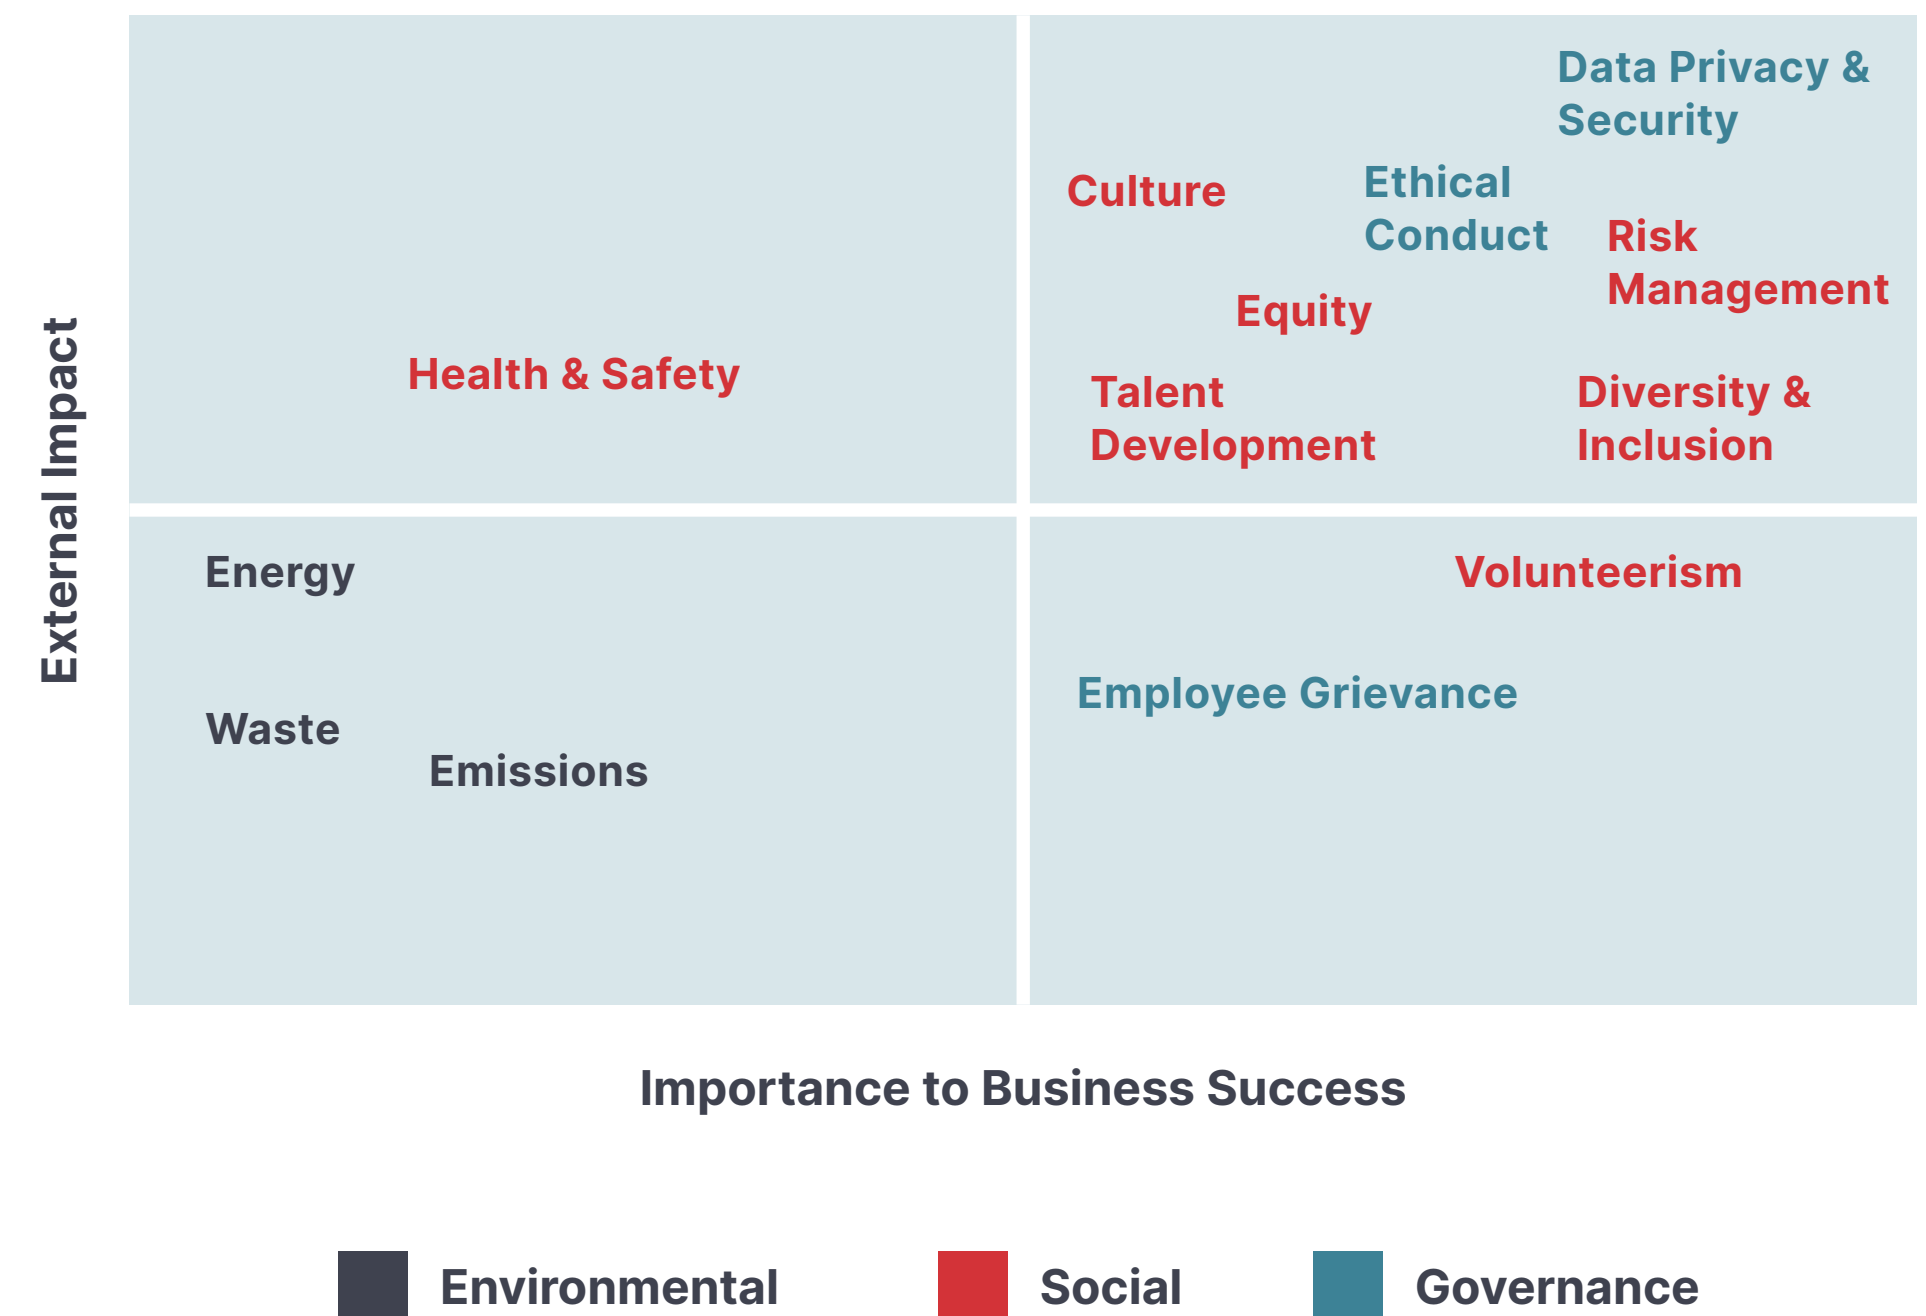 External Impact
Data Privacy &
Security
Culture
Ethical
Conduct
Risk
Management
Equity
Health & Safety
Talent
Development
Diversity &
Inclusion
Energy
Volunteerism
Employee Grievance
Waste
Emissions
Importance to Business Success
Environmental
Social
Governance